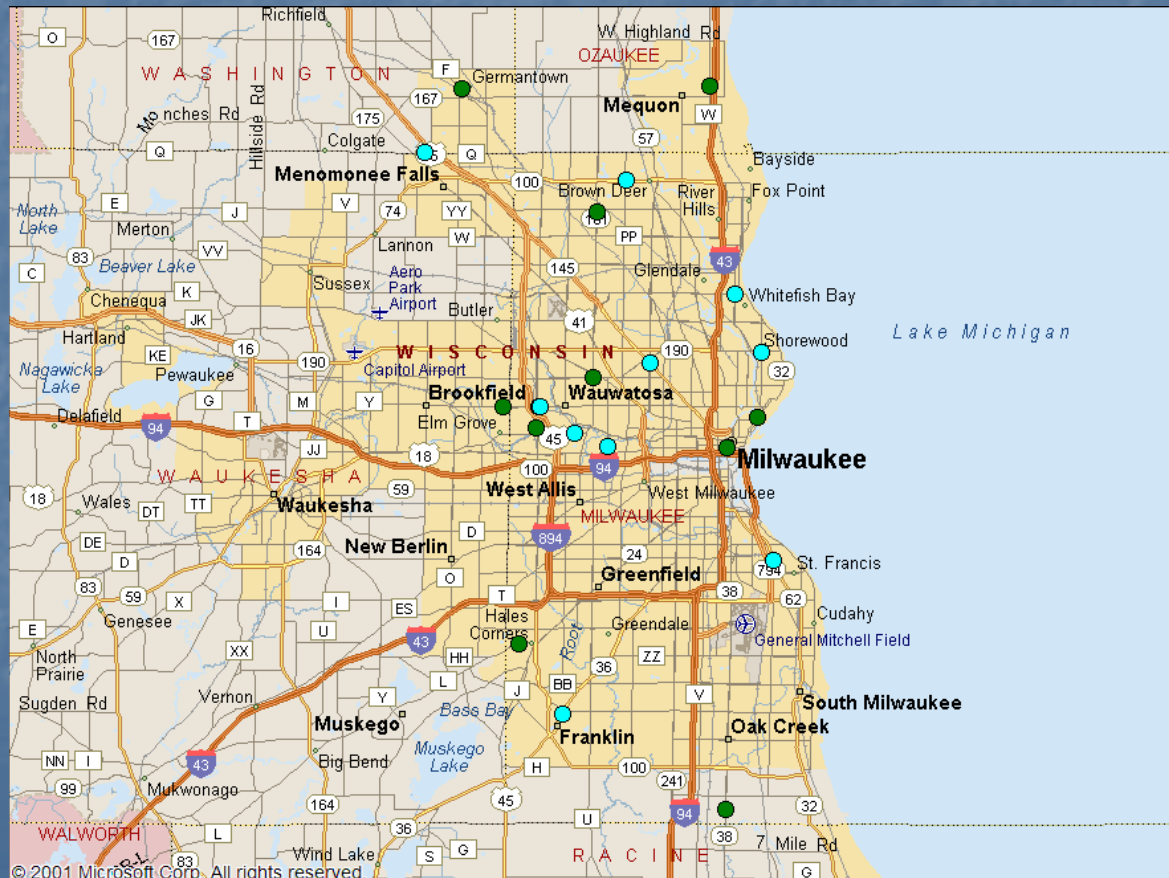 Richfield
W Highland Rd
O
167
OZAUKEE
WASHINGTON
F
Germantown
167
Mequon
W
Hillside Rd
Monches Rd
175
57
Colgate
Q
Q
Bayside
Menomonee Falls
100
Brown Deer
River
Hills
Fox Point
E
V
74
YY
North
Lake
J
Merton
W
PP
Lannon
VV
83
43
Beaver Lake
C
145
Glendale
Aero
Park
Airport
Sussex
K
Chenequa
Butler
Whitefish Bay
JK
41
Lake Michigan
Hartland
Shorewood
16
KE
190
WISCONSIN
190
Nagawicka
Lake
Pewaukee
Capitol Airport
32
G
M
Y
Brookfield
Wauwatosa
Delafield
T
94
Elm Grove
45
JJ
18
Milwaukee
100
94
WAUKESHA
59
West Allis
West Milwaukee
18
Wales
TT
DT
Waukesha
MILWAUKEE
D
894
DE
164
New Berlin
24
D
St. Francis
O
Greenfield
794
83
59
X
T
38
62
I
ES
Genesee
Hales
Corners
Greendale
Cudahy
E
U
43
Root
General Mitchell Field
North
Prairie
XX
HH
ZZ
36
L
BB
Sugden Rd
Vernon
Y
J
V
Bass Bay
South Milwaukee
Muskego
Franklin
Oak Creek
Muskego
Lake
NN
I
43
Big Bend
H
100
241
99
Mukwonago
164
45
94
32
WALWORTH
L
36
U
38
7 Mile Rd
83
Wind Lake
S
G
RACINE
G
© 2001 Microsoft Corp. All rights reserved